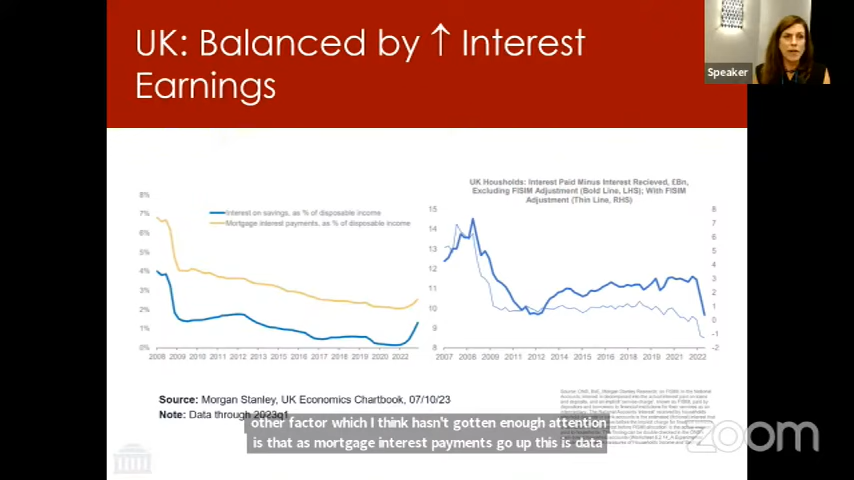 UK: Balanced by ↑ Interest
Earnings
Speaker
8%
7%
6%
5%
4%
3%
2%
1%
0%
Interest on savings, as % of disposable income
Mortgage interest payments, as % of disposable income
2008 2009 2010 2011 2012 2013 2014 2015 2016 2017 2018 2019 2020 2022
UK Housholds: Interest Paid Minus Interest Recieved, £Bn,
Excluding FISIM Adjustment (Bold Line, LHS); With FISIM
Adjustment (Thin Line, RHS)
15
14
13
12
11
10
9
8
8
7
6
5
4
3
2
1
0
-1
-2
2007 2008 2009 2011 2012 2014 2015 2016 2018 2019 2021 2022
Source: Morgan Stanley, UK Economics Chartbook, 07/10/23
Note: Data through 2023q1
other factor which I think hasn't gotten enough attention
is that as mortgage interest payments go up this is data
zoom